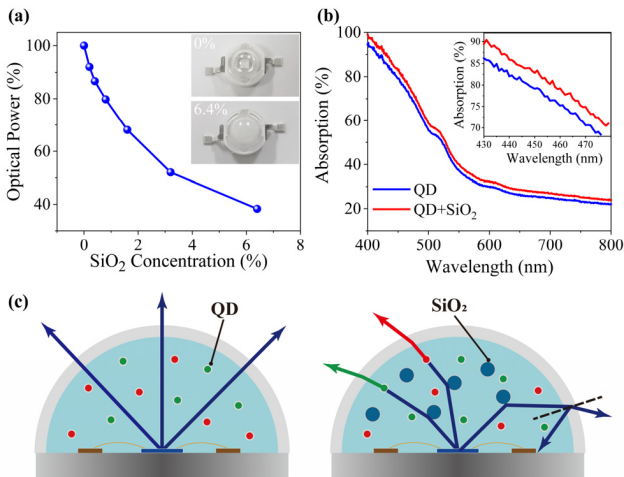 (a)
100
80
60
40
0
2
4
6
8
Optical Power (%)
SiO₂ Concentration (%)
0%
6.4%
(b)
100
80
60
40
20
400
500
600
700
800
Absorption (%)
Wavelength (nm)
QD
QD+SiO₂
90
85
80
75
70
430
440
450
460
470
Absorption (%)
Wavelength (nm)
(c)
QD
SiO₂